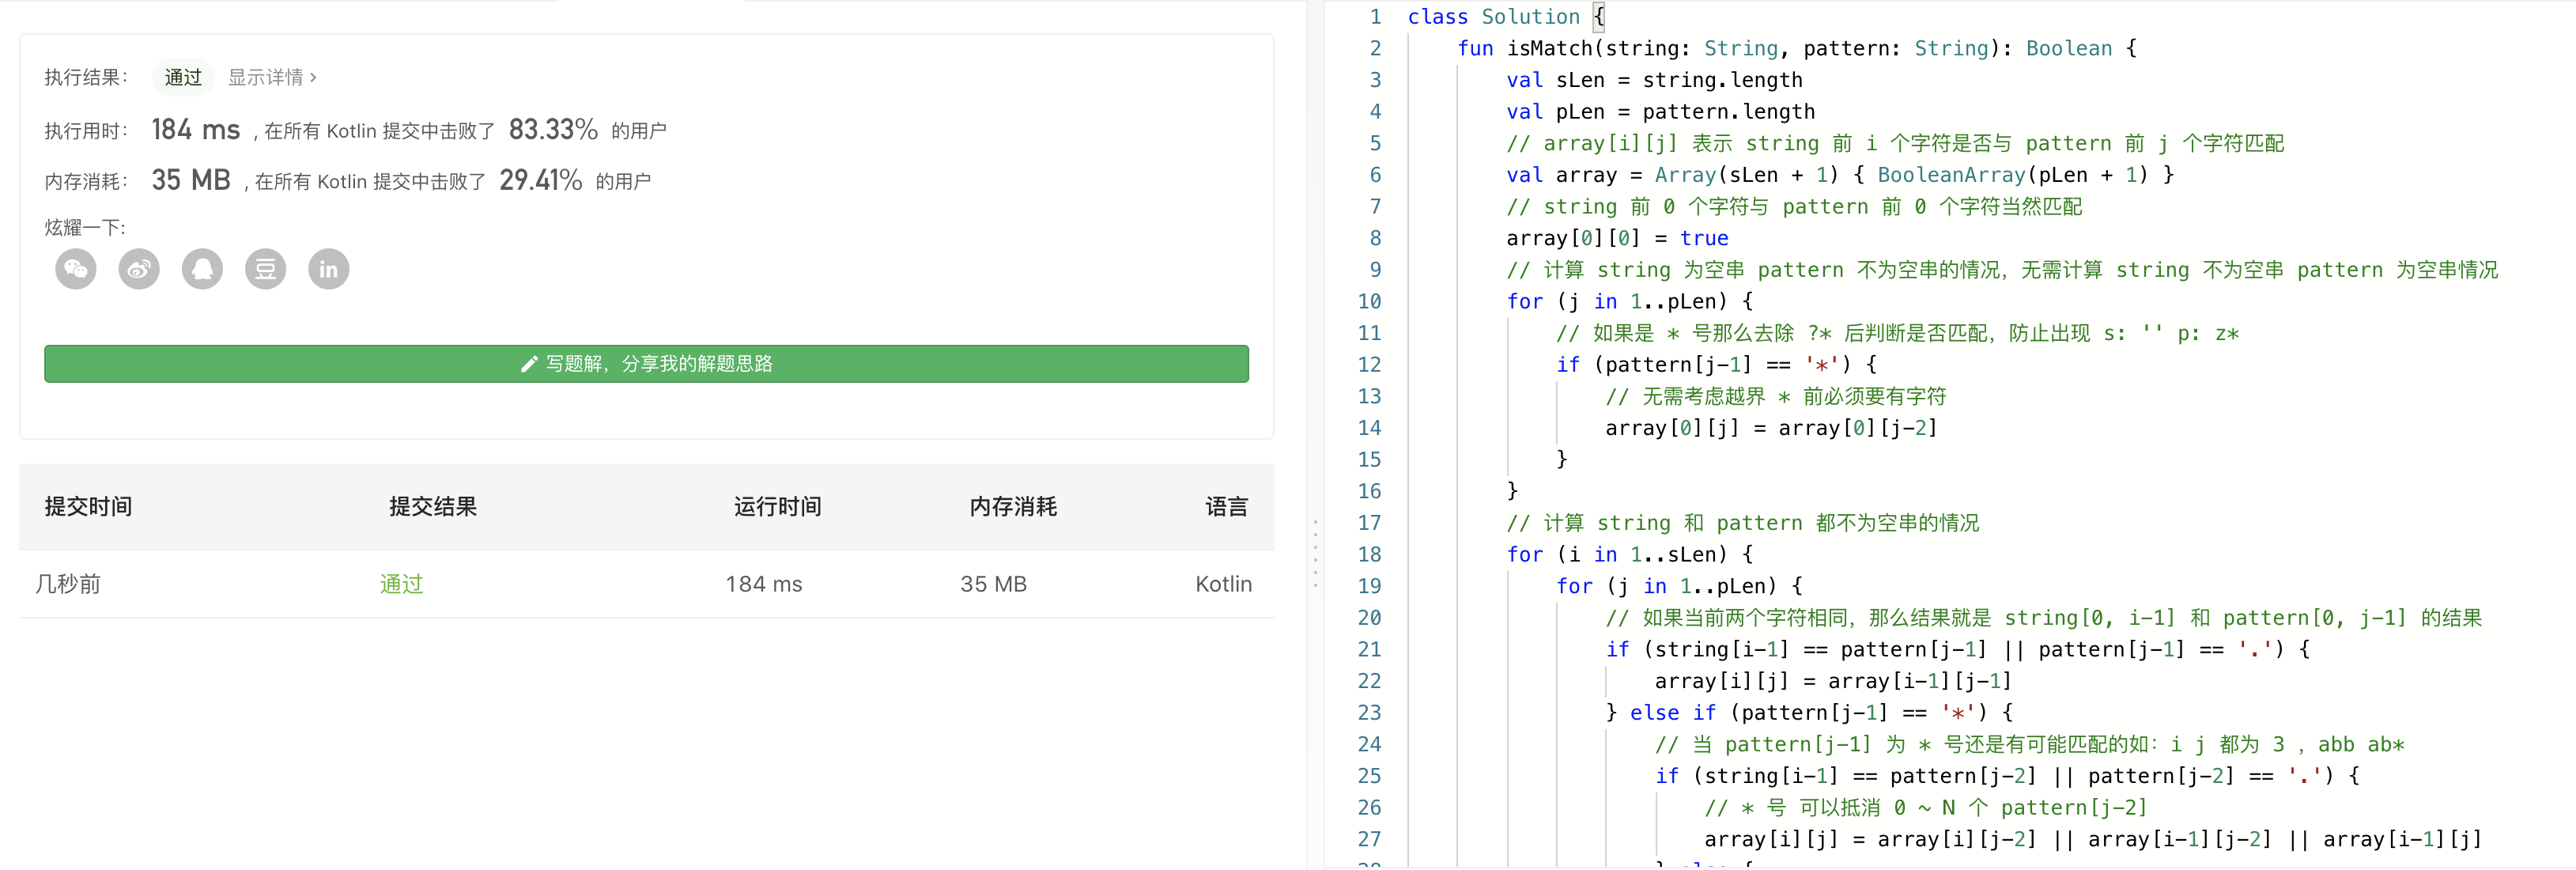 执行结果： 通过 显示详情 >
执行用时： 184 ms , 在所有 Kotlin 提交中击败了 83.33% 的用户
内存消耗： 35 MB , 在所有 Kotlin 提交中击败了 29.41% 的用户
炫耀一下:
豆 in
写题解，分享我的解题思路
提交时间 提交结果 运行时间 内存消耗 语言
几秒前 通过 184 ms 35 MB Kotlin
1 class Solution {
2 fun isMatch(string: String, pattern: String): Boolean {
3 val sLen = string.length
4 val pLen = pattern.length
5 // array[i][j] 表示 string 前 i 个字符是否与 pattern 前 j 个字符匹配
6 val array = Array(sLen + 1) { BooleanArray(pLen + 1) }
7 // string 前 0 个字符与 pattern 前 0 个字符当然匹配
8 array[0][0] = true
9 // 计算 string 为空串 pattern 不为空串的情况，无需计算 string 不为空串 pattern 为空串情况
10 for (j in 1..pLen) {
11 // 如果是 * 号那么去除 ?* 后判断是否匹配，防止出现 s: '' p: z*
12 if (pattern[j-1] == '*') {
13 // 无需考虑越界 * 前必须要有字符
14 array[0][j] = array[0][j-2]
15 }
16 }
17 // 计算 string 和 pattern 都不为空串的情况
18 for (i in 1..sLen) {
19 for (j in 1..pLen) {
20 // 如果当前两个字符相同，那么结果就是 string[0, i-1] 和 pattern[0, j-1] 的结果
21 if (string[i-1] == pattern[j-1] || pattern[j-1] == '.') {
22 array[i][j] = array[i-1][j-1]
23 } else if (pattern[j-1] == '*') {
24 // 当 pattern[j-1] 为 * 号还是有可能匹配的如：i j 都为 3 , abb ab*
25 if (string[i-1] == pattern[j-2] || pattern[j-2] == '.') {
26 // * 号 可以抵消 0 ~ N 个 pattern[j-2]
27 array[i][j] = array[i][j-2] || array[i-1][j-2] || array[i-1][j]